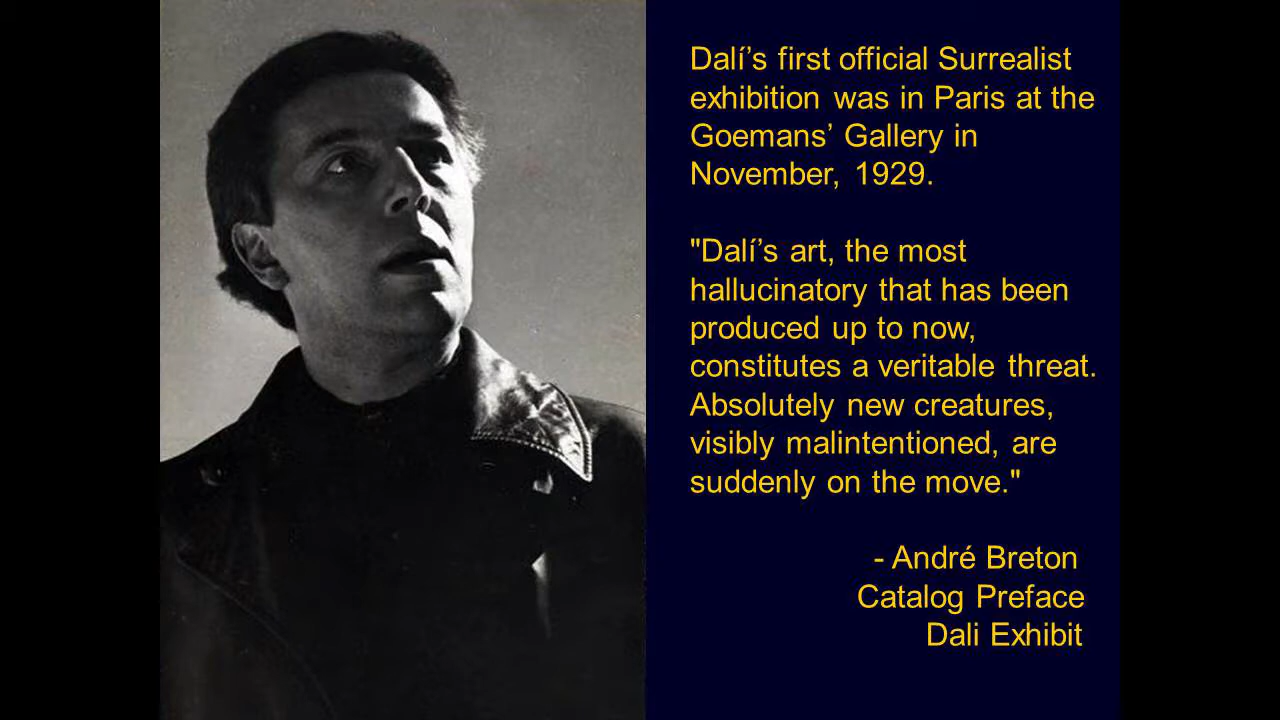 Dalí’s first official Surrealist
exhibition was in Paris at the
Goemans’ Gallery in
November, 1929.
"Dalí’s art, the most
hallucinatory that has been
produced up to now,
constitutes a veritable threat.
Absolutely new creatures,
visibly malintentioned, are
suddenly on the move."
- André Breton
Catalog Preface
Dali Exhibit